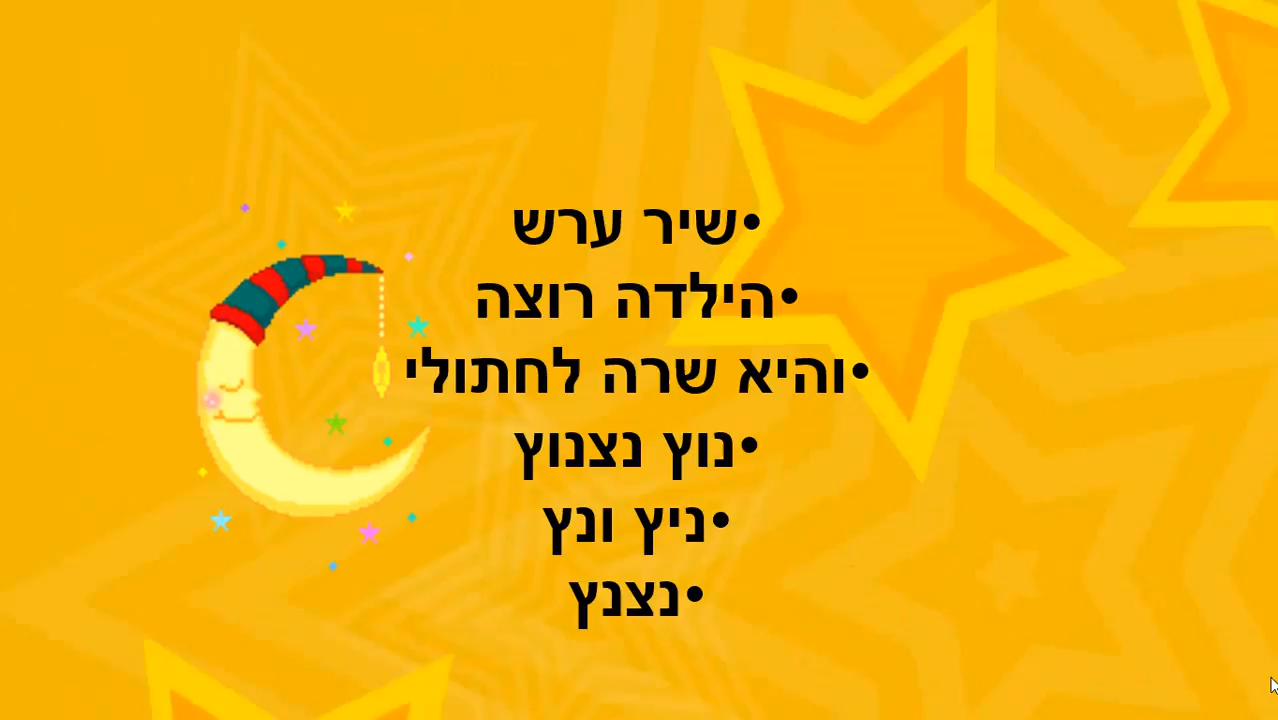 •שיר ערש
•הילדה רוצה
•והיא שרה לחתולי
•נוץ נצנוץ
•ניץ ונץ
•נצנץ